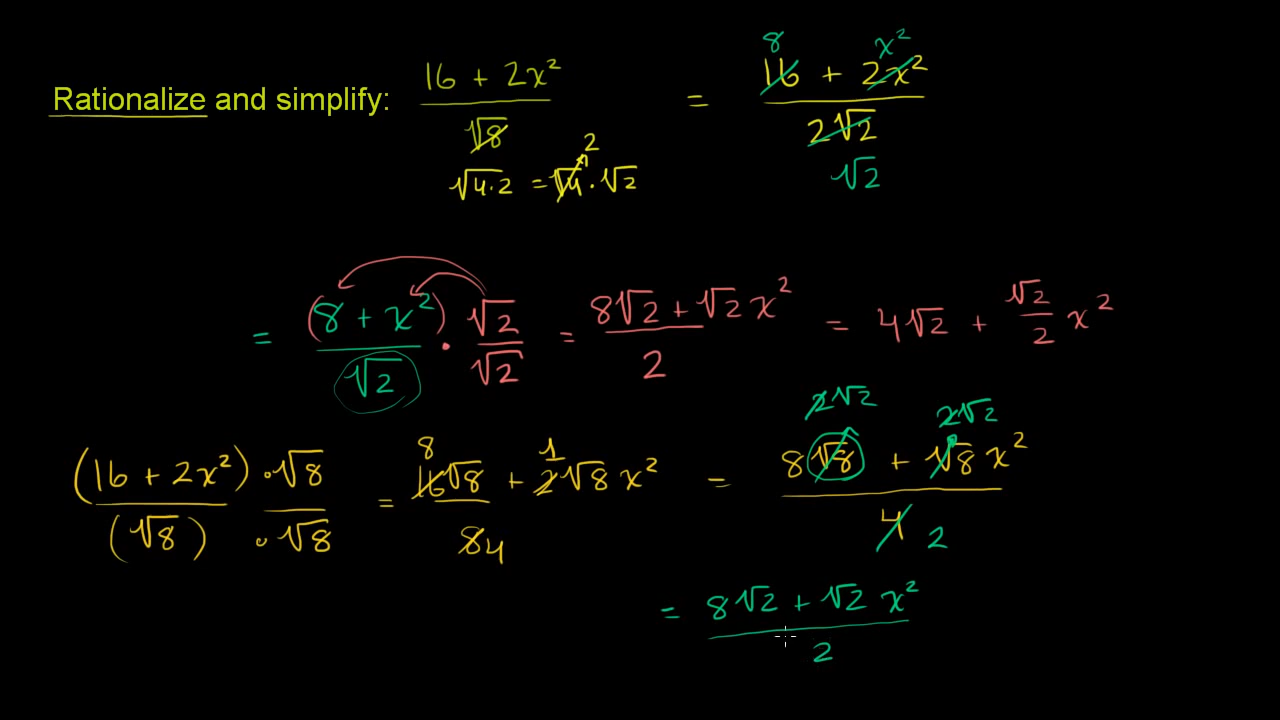 Rationalize and simplify: 16 + 2x² / √8 = 16 + 2x² / 2√2
8 x²
√4·2 = √4 · √2
2
√2
= (8 + x²) / √2 · √2 / √2 = 8√2 + √2 x² / 2 = 4√2 + √2/2 x²
(16 + 2x²) · √8 / (√8) · √8 = 16√8 + 2√8 x² / 8 4 = 8√8 + √8 x² / 4 2
8 1 2√2 2√2
= 8√2 + √2 x² / 2